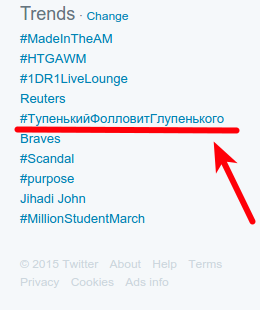 Trends · Change
#MadeInTheAM
#HTGAWM
#1DR1LiveLounge
Reuters
#ТупенькийФолловитГлупенького
Braves
#Scandal
#purpose
Jihadi John
#MillionStudentMarch
© 2015 Twitter About Help Terms
Privacy Cookies Ads info